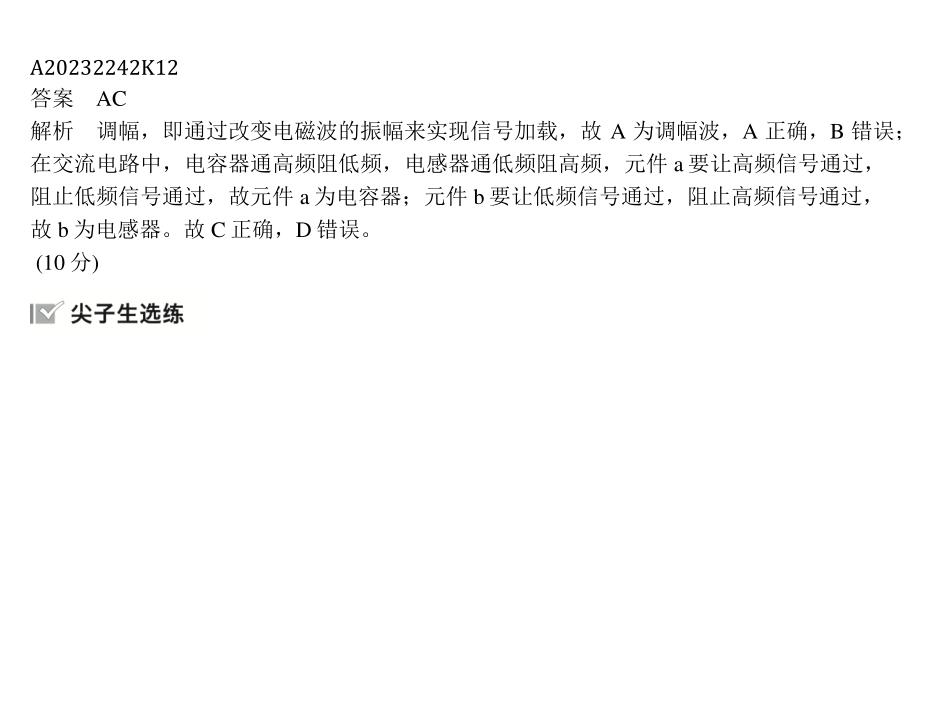 A20232242K12
答案　AC
解析　调幅，即通过改变电磁波的振幅来实现信号加载，故 A 为调幅波，A 正确，B 错误；
在交流电路中，电容器通高频阻低频，电感器通低频阻高频，元件 a 要让高频信号通过，
阻止低频信号通过，故元件 a 为电容器；元件 b 要让低频信号通过，阻止高频信号通过，
故 b 为电感器。故 C 正确，D 错误。
(10 分)
尖子生选练